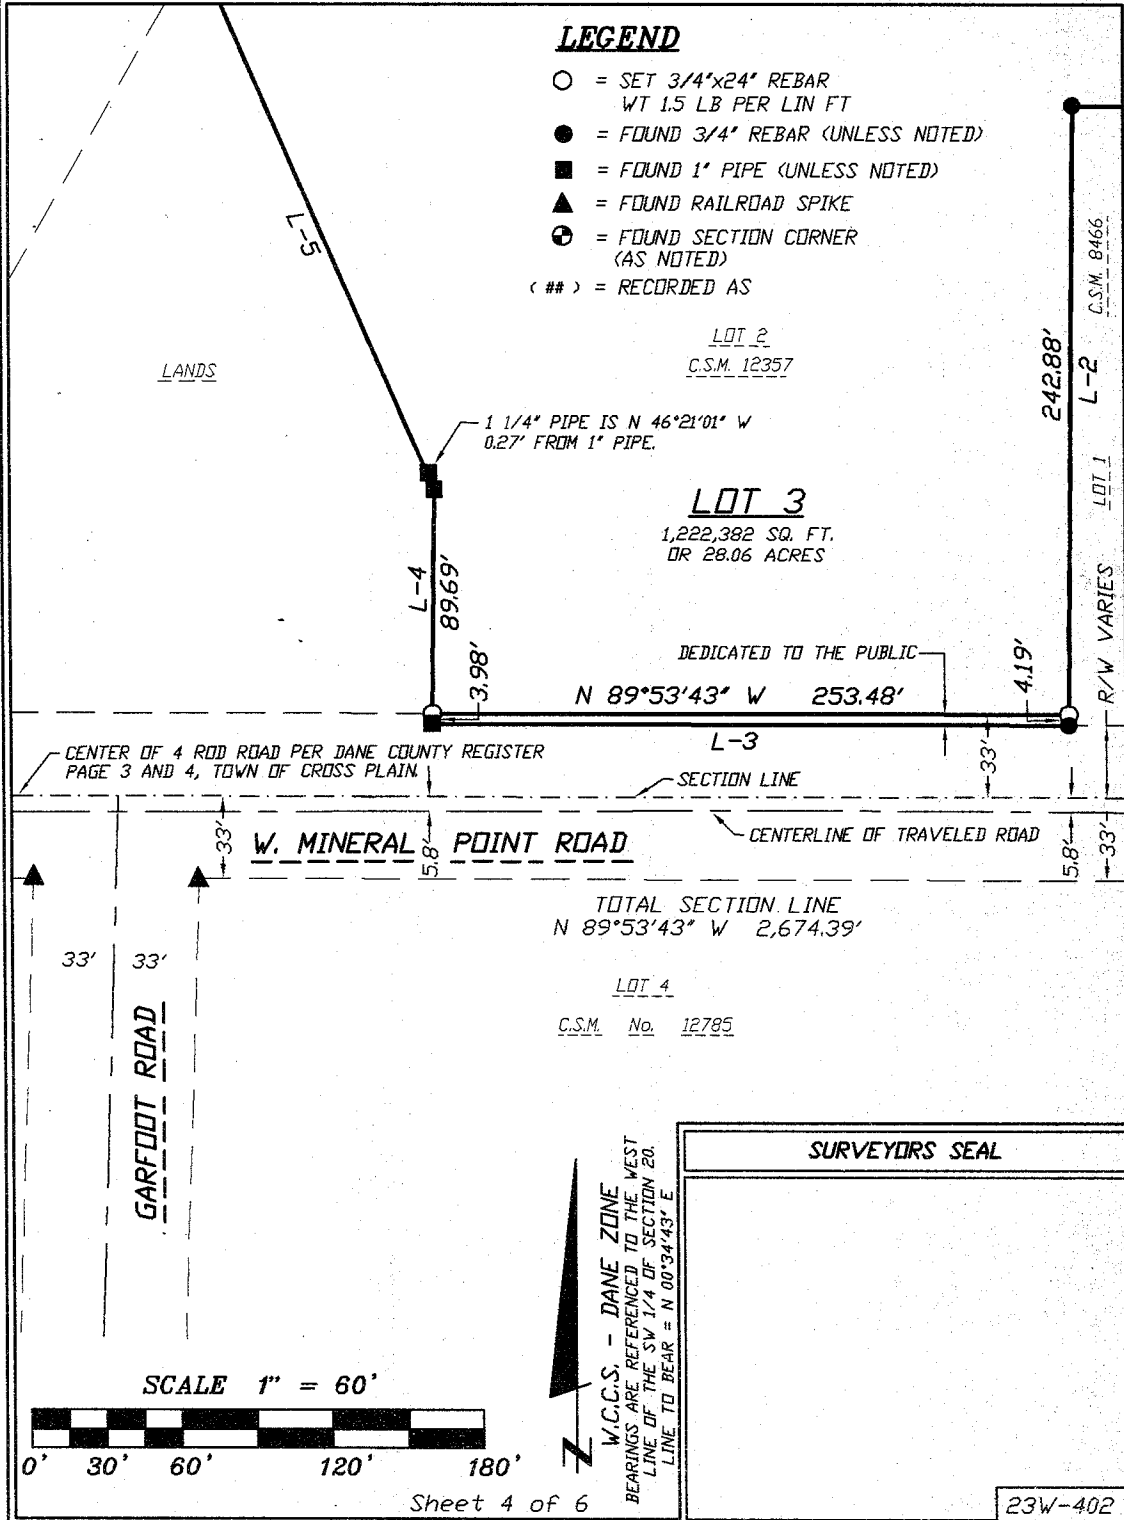 LEGEND
= SET 3/4"x24" REBAR
WT 1.5 LB PER LIN FT
= FOUND 3/4" REBAR (UNLESS NOTED)
= FOUND 1" PIPE (UNLESS NOTED)
= FOUND RAILROAD SPIKE
= FOUND SECTION CORNER
(AS NOTED)
( ## ) = RECORDED AS
L-5
LANDS
LOT 2
C.S.M. 12357
242.88'
L-2
C.S.M. 8466
LOT 1
R/W VARIES
1 1/4" PIPE IS N 46°21'01" W
0.27' FROM 1" PIPE.
LOT 3
1,222,382 SQ. FT.
OR 28.06 ACRES
L-4
89.69'
3.98'
DEDICATED TO THE PUBLIC
4.19'
N 89°53'43" W 253.48'
L-3
CENTER OF 4 ROD ROAD PER DANE COUNTY REGISTER
PAGE 3 AND 4, TOWN OF CROSS PLAIN.
33'
SECTION LINE
CENTERLINE OF TRAVELED ROAD
33'
W. MINERAL POINT ROAD
5.8'
5.8'
33'
TOTAL SECTION LINE
N 89°53'43" W 2,674.39'
33' 33'
GARFOOT ROAD
LOT 4
C.S.M. No. 12785
SURVEYORS SEAL
W.C.C.S. - DANE ZONE
BEARINGS ARE REFERENCED TO THE WEST
LINE OF THE SW 1/4 OF SECTION 20.
LINE TO BEAR = N 00°34'43" E
N
SCALE 1" = 60'
0' 30' 60' 120' 180'
Sheet 4 of 6
23W-402